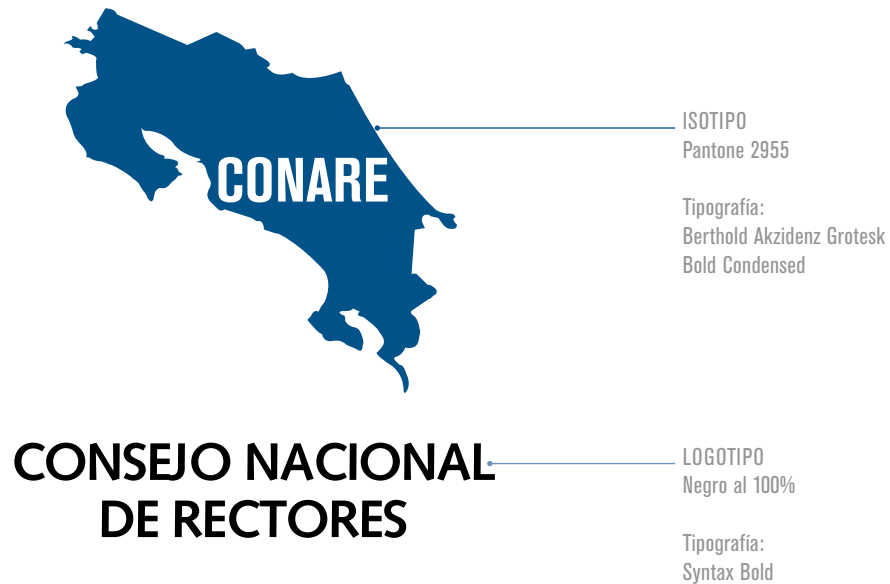 CONARE
ISOTIPO
Pantone 2955
Tipografía:
Berthold Akzidenz Grotesk
Bold Condensed
CONSEJO NACIONAL
DE RECTORES
LOGOTIPO
Negro al 100%
Tipografía:
Syntax Bold